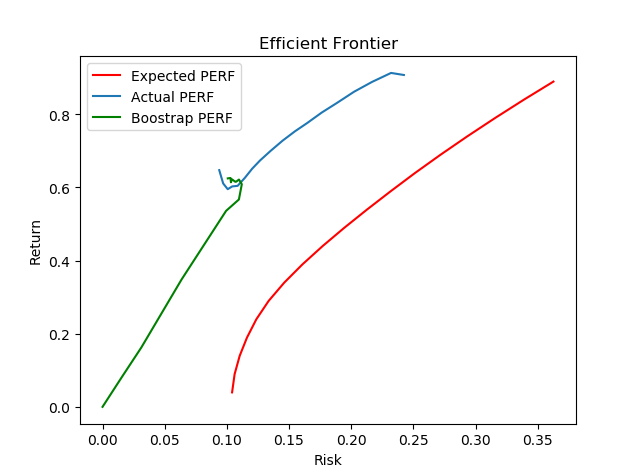 Efficient Frontier
Expected PERF
Actual PERF
Boostrap PERF
Return
0.8
0.6
0.4
0.2
0.0
0.00 0.05 0.10 0.15 0.20 0.25 0.30 0.35
Risk